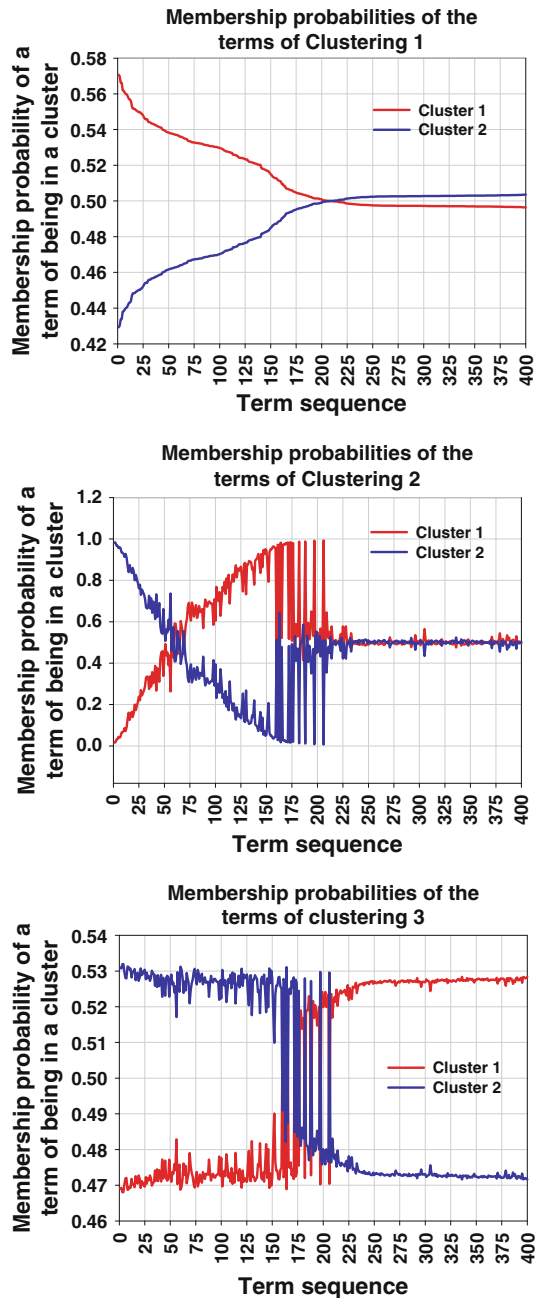 Membership probabilities of the
terms of Clustering 1
Membership probability of a
term of being in a cluster
0.58
0.56
0.54
0.52
0.50
0.48
0.46
0.44
0.42
Cluster 1
Cluster 2
0 25 50 75 100 125 150 175 200 225 250 275 300 325 350 375 400
Term sequence
Membership probabilities of the
terms of Clustering 2
Membership probability of a
term of being in a cluster
1.2
1.0
0.8
0.6
0.4
0.2
0.0
Cluster 1
Cluster 2
0 25 50 75 100 125 150 175 200 225 250 275 300 325 350 375 400
Term sequence
Membership probabilities of the
terms of clustering 3
Membership probability of a
term of being in a cluster
0.54
0.53
0.52
0.51
0.50
0.49
0.48
0.47
0.46
Cluster 1
Cluster 2
0 25 50 75 100 125 150 175 200 225 250 275 300 325 350 375 400
Term sequence